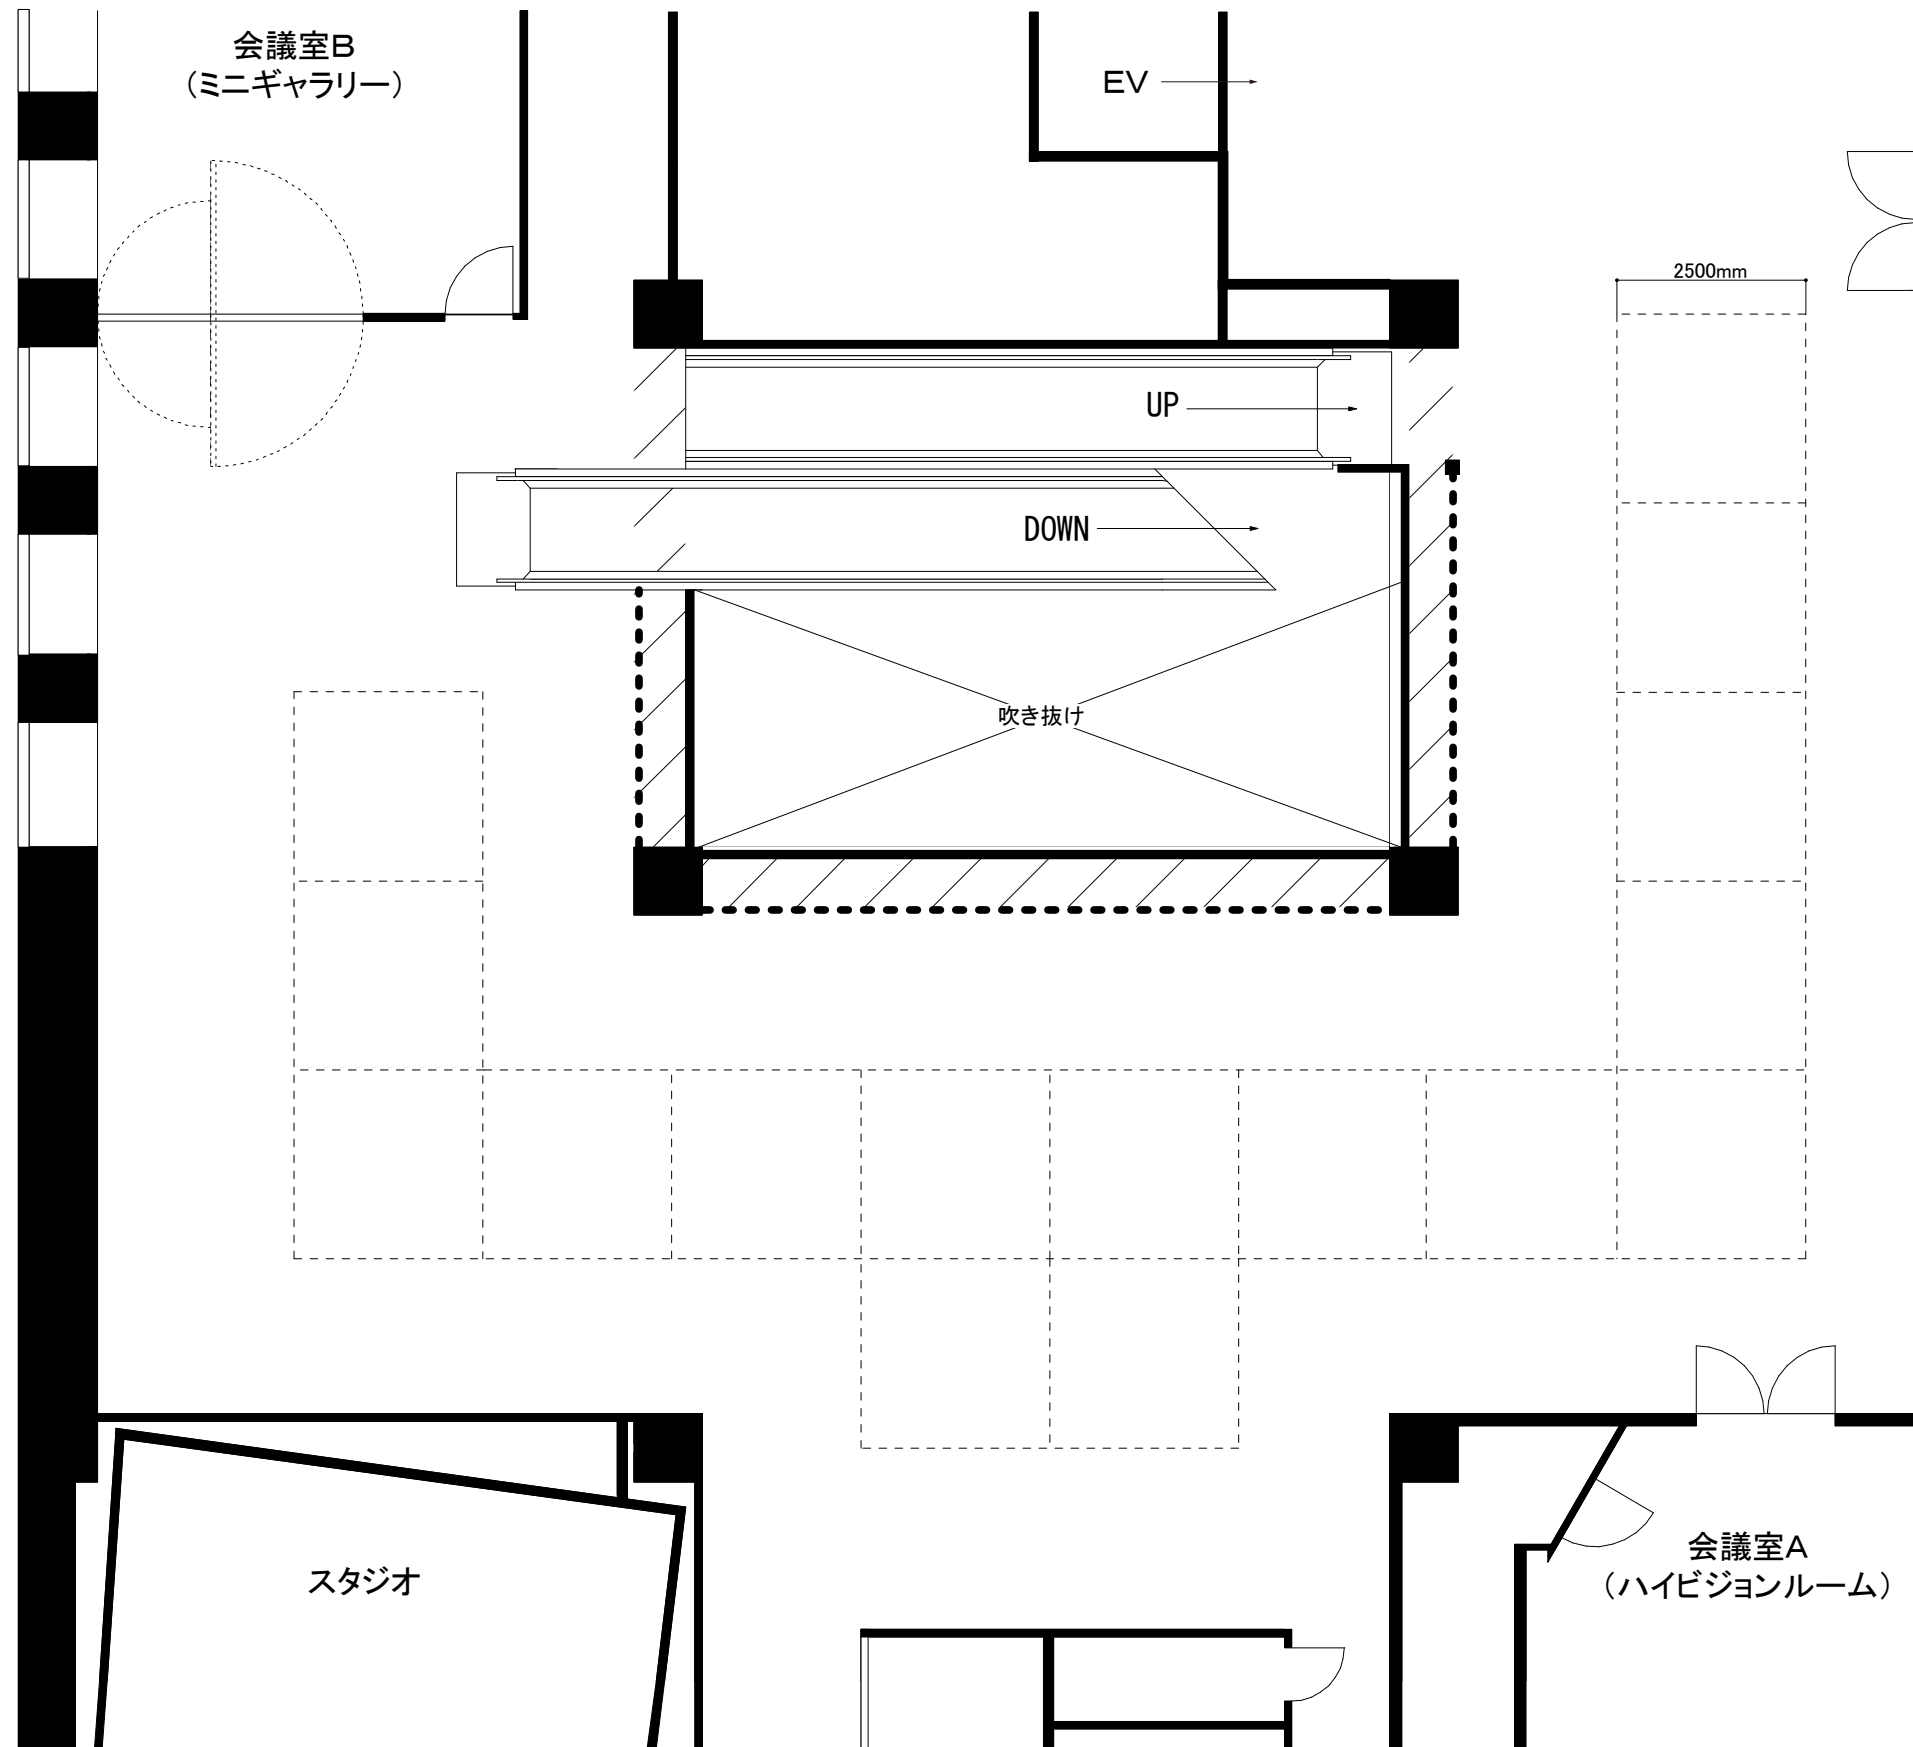 会議室B
（ミニギャラリー）
EV
2500mm
UP
DOWN
吹き抜け
スタジオ
会議室A
（ハイビジョンルーム）